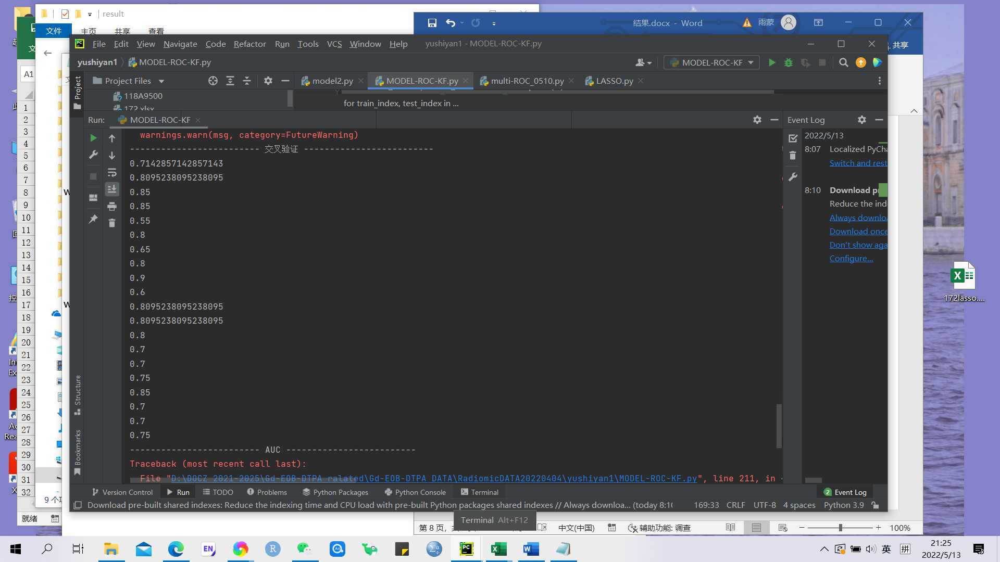 result
文件
主页
共享
查看
结果.docx - Word
雨蒙
共享
File Edit View Navigate Code Refactor Run Tools VCS Window Help
yushiyan1 - MODEL-ROC-KF.py
yushiyan1
MODEL-ROC-KF.py
MODEL-ROC-KF
A1
Project
Project Files
model2.py
MODEL-ROC-KF.py
multi-ROC_0510.py
LASSO.py
118A9500
172.xlsx
for train_index, test_index in ...
Run:
MODEL-ROC-KF
Event Log
warnings.warn(msg, category=FutureWarning)
------------------------- 交叉验证 -------------------------
0.7142857142857143
0.8095238095238095
0.85
0.85
0.55
0.8
0.65
0.8
0.9
0.6
0.8095238095238095
0.8095238095238095
0.8
0.7
0.7
0.75
0.85
0.7
0.7
0.75
------------------------- AUC -------------------------
Traceback (most recent call last):
File "D:\DOCZ 2021-2025\Gd-EOB-DTPA ralated\Gd-EOB-DTPA DATA\RadiomicDATA20220404\yushiyan1\MODEL-ROC-KF.py", line 211, in
2022/5/13
8:07 Localized PyCha
Switch and rest
8:10 Download pr
Reduce the ind
Always downloa
Download once
Don't show aga
Configure...
1
2
3
4
5
6
7
8
9
10
11
12
13
14
15
16
17
18
19
20
21
22
23
24
25
26
27
28
29
30
31
32
Structure
Bookmarks
Version Control
Run
TODO
Problems
Python Packages
Python Console
Terminal
2 Event Log
Download pre-built shared indexes: Reduce the indexing time and CPU load with pre-built Python packages shared indexes // Always downloa... (today 8:10
169:33 CRLF UTF-8 4 spaces Python 3.9
Terminal Alt+F12
9 个项
就绪
第 8 页，
中文(中国)
辅助功能: 调查
100%
172lasso....
EN
R
英
拼
21:25
2022/5/13